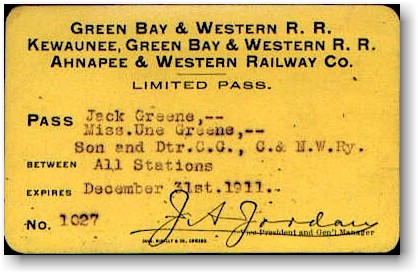 GREEN BAY & WESTERN R. R.
KEWAUNEE, GREEN BAY & WESTERN R. R.
AHNAPEE & WESTERN RAILWAY CO.
LIMITED PASS.
PASS Jack Greene,--
Miss.Une Greene,--
Son and Dtr.C.G., C.& N.W.Ry.
BETWEEN All Stations
EXPIRES December 31st.1911.-
No. 1027 J A Jordan
Vice President and Gen'l Manager